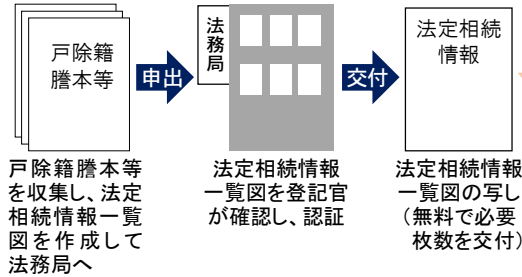 戸除籍
謄本等
申出
法務局
交付
法定相続
情報
戸除籍謄本等
を収集し、法定
相続情報一覧
図を作成して
法務局へ
法定相続情報
一覧図を登記官
が確認し、認証
法定相続情報
一覧図の写し
（無料で必要
枚数を交付）